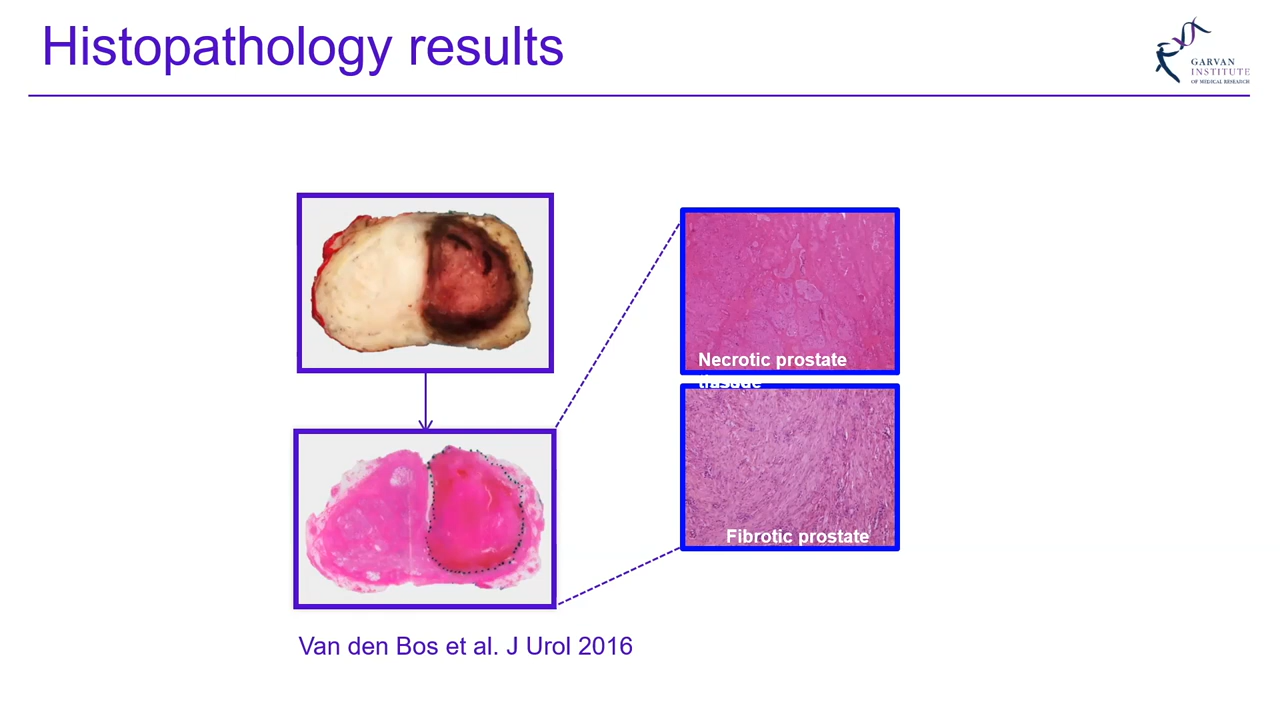 Histopathology results
GARVAN
INSTITUTE
OF MEDICAL RESEARCH
Necrotic prostate
Fibrotic prostate
Van den Bos et al. J Urol 2016